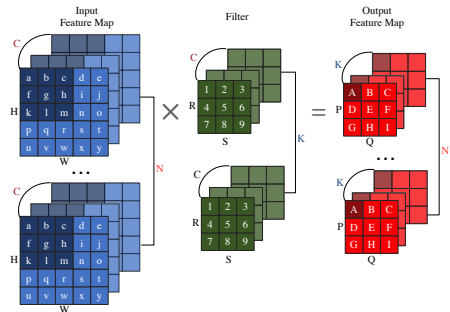 Input
Feature Map
Filter
Output
Feature Map
C
H
a b c d e
f g h i j
k l m n o
p q r s t
u v w x y
W
...
C
H
a b c d e
f g h i j
k l m n o
p q r s t
u v w x y
W
N
×
C
R
1 2 3
4 5 6
7 8 9
S
C
R
1 2 3
4 5 6
7 8 9
S
K
=
K
P
A B C
D E F
G H I
Q
...
K
P
A B C
D E F
G H I
Q
N